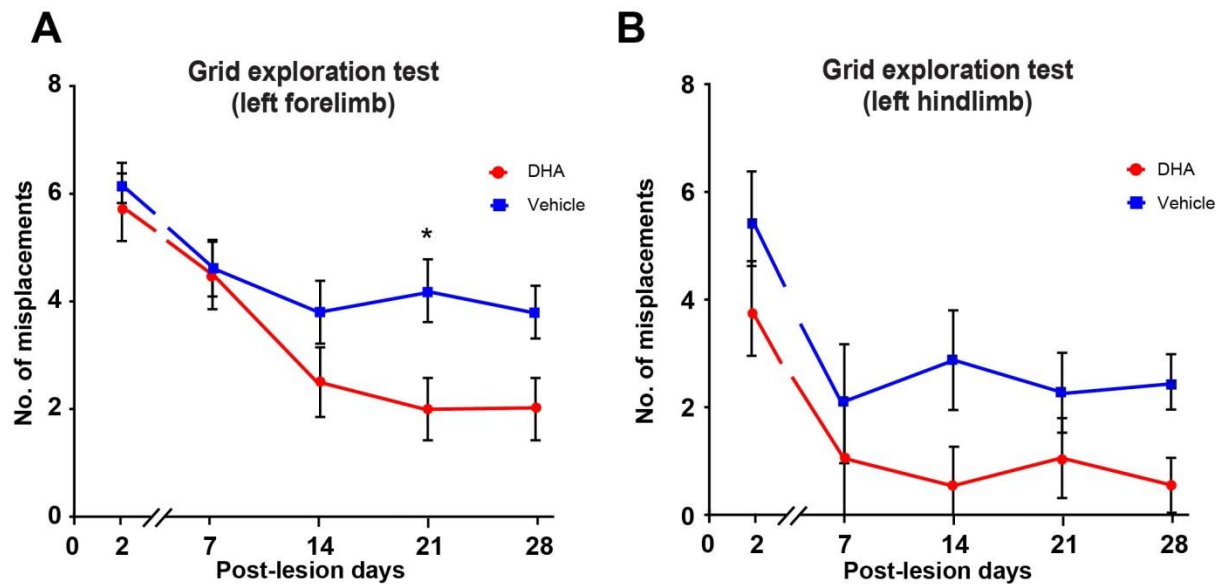 A
Grid exploration test
(left forelimb)
No. of misplacements
8
6
4
2
0
DHA
Vehicle
*
0 2 7 14 21 28
Post-lesion days
B
Grid exploration test
(left hindlimb)
No. of misplacements
8
6
4
2
0
DHA
Vehicle
0 2 7 14 21 28
Post-lesion days